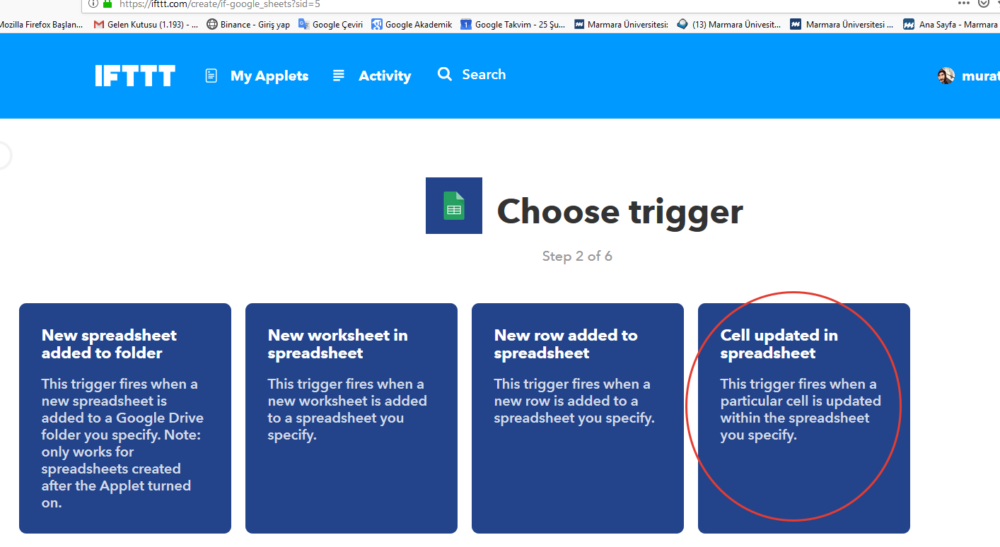 https://ifttt.com/create/if-google_sheets?sid=5
Mozilla Firefox Başlan... Gelen Kutusu (1.193) - ... Binance - Giriş yap Google Çeviri Google Akademik 1 Google Takvim - 25 Şu... Marmara Üniversitesi: (13) Marmara Ünivesit... Marmara Üniversitesi ... Ana Sayfa - Marmara
IFTTT My Applets Activity Search murat
Choose trigger
Step 2 of 6
New spreadsheet
added to folder
This trigger fires when a
new spreadsheet is
added to a Google Drive
folder you specify. Note:
only works for
spreadsheets created
after the Applet turned
on.
New worksheet in
spreadsheet
This trigger fires when a
new worksheet is added
to a spreadsheet you
specify.
New row added to
spreadsheet
This trigger fires when a
new row is added to a
spreadsheet you specify.
Cell updated in
spreadsheet
This trigger fires when a
particular cell is updated
within the spreadsheet
you specify.